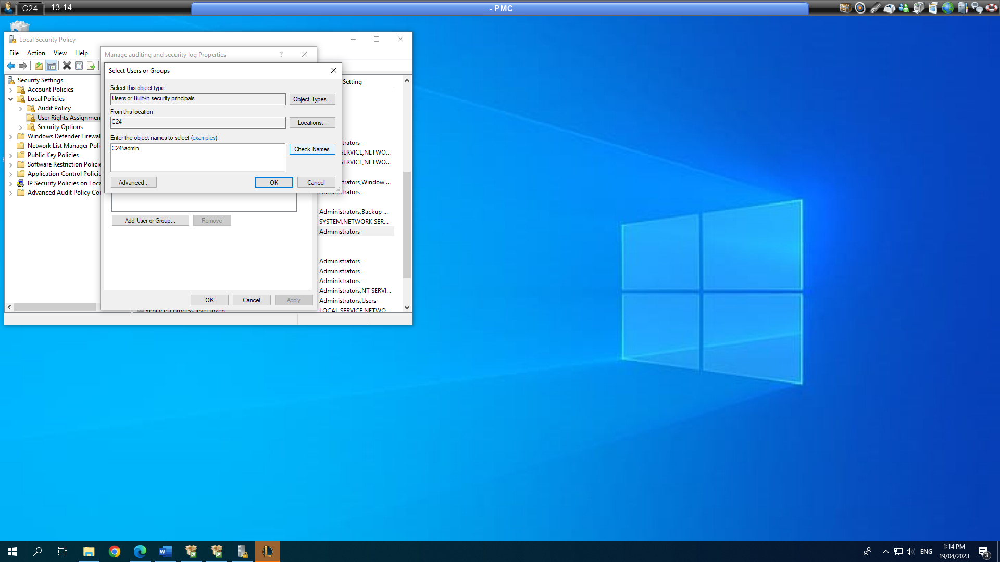 C24
13:14
- PMC
Local Security Policy
File Action View Help
Manage auditing and security log Properties
?
Select Users or Groups
Select this object type:
Users or Built-in security principals
Object Types...
From this location:
C24
Locations...
Enter the object names to select (examples):
C24\admin
Check Names
Advanced...
OK
Cancel
Add User or Group...
Remove
OK
Cancel
Apply
Security Settings
Account Policies
Local Policies
Audit Policy
User Rights Assignmen
Security Options
Windows Defender Firewal
Network List Manager Poli
Public Key Policies
Software Restriction Policie
Application Control Policie
IP Security Policies on Loca
Advanced Audit Policy Co
Setting
trators
SERVICE,NETWO...
SERVICE,NETWO...
trators,Window ...
trators
Administrators,Backup ...
SYSTEM,NETWORK SER...
Administrators
Administrators
Administrators
Administrators
Administrators,NT SERVI...
Administrators,Users
LOCAL SERVICE,NETWO
Replace a process level token
ENG
1:14 PM
19/04/2023
3